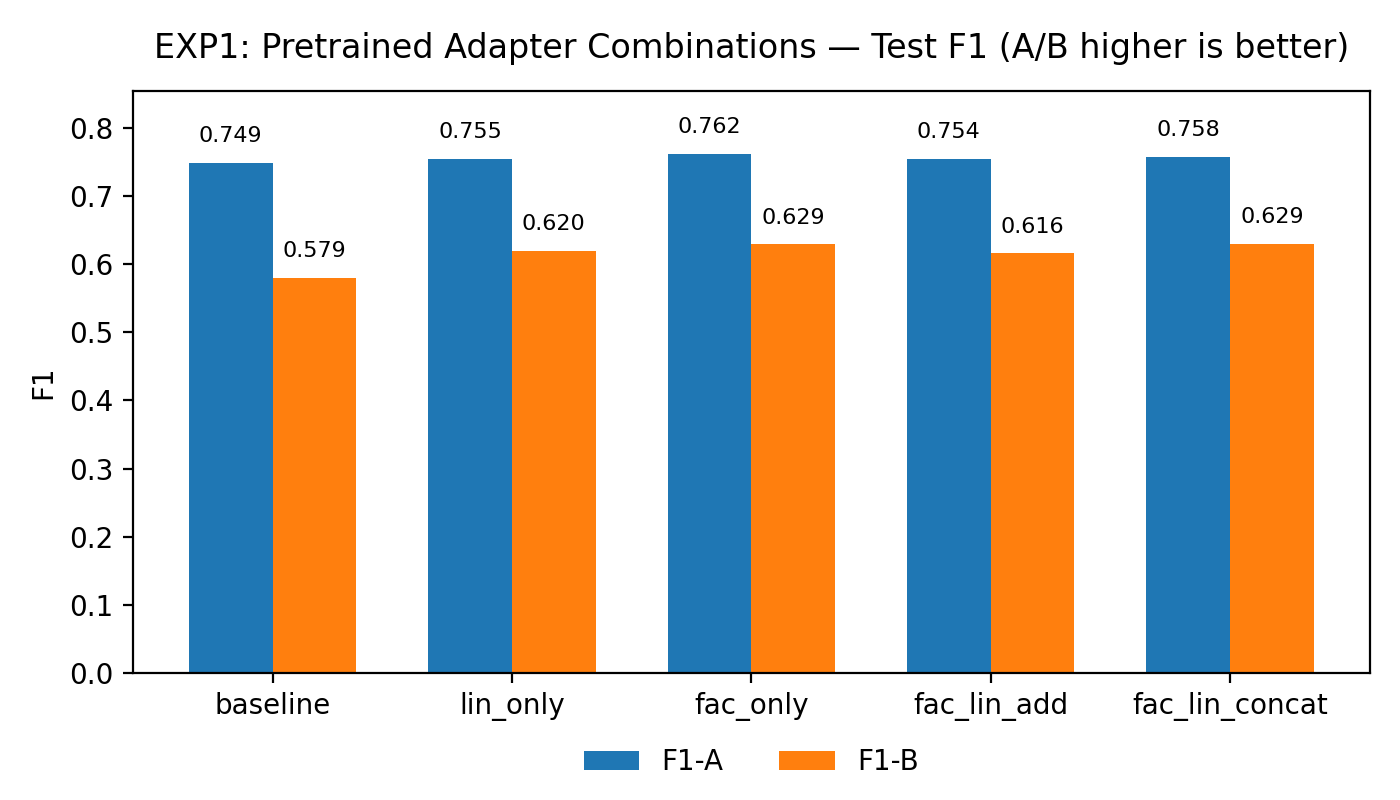 EXP1: Pretrained Adapter Combinations — Test F1 (A/B higher is better)
F1
0.8
0.7
0.6
0.5
0.4
0.3
0.2
0.1
0.0
0.749
0.579
0.755
0.620
0.762
0.629
0.754
0.616
0.758
0.629
baseline
lin_only
fac_only
fac_lin_add
fac_lin_concat
F1-A
F1-B